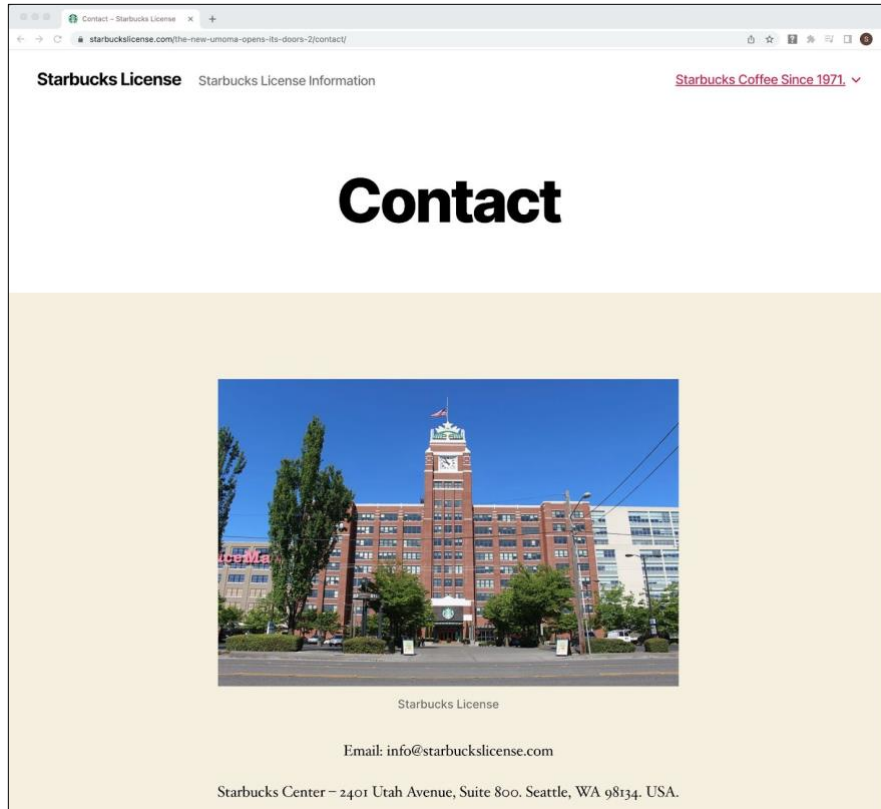 Contact – Starbucks License
starbuckslicense.com/the-new-umoma-opens-its-doors-2/contact/
S
Starbucks License Starbucks License Information Starbucks Coffee Since 1971.
Contact
iceMa
Starbucks License
Email: info@starbuckslicense.com
Starbucks Center – 2401 Utah Avenue, Suite 800. Seattle, WA 98134. USA.